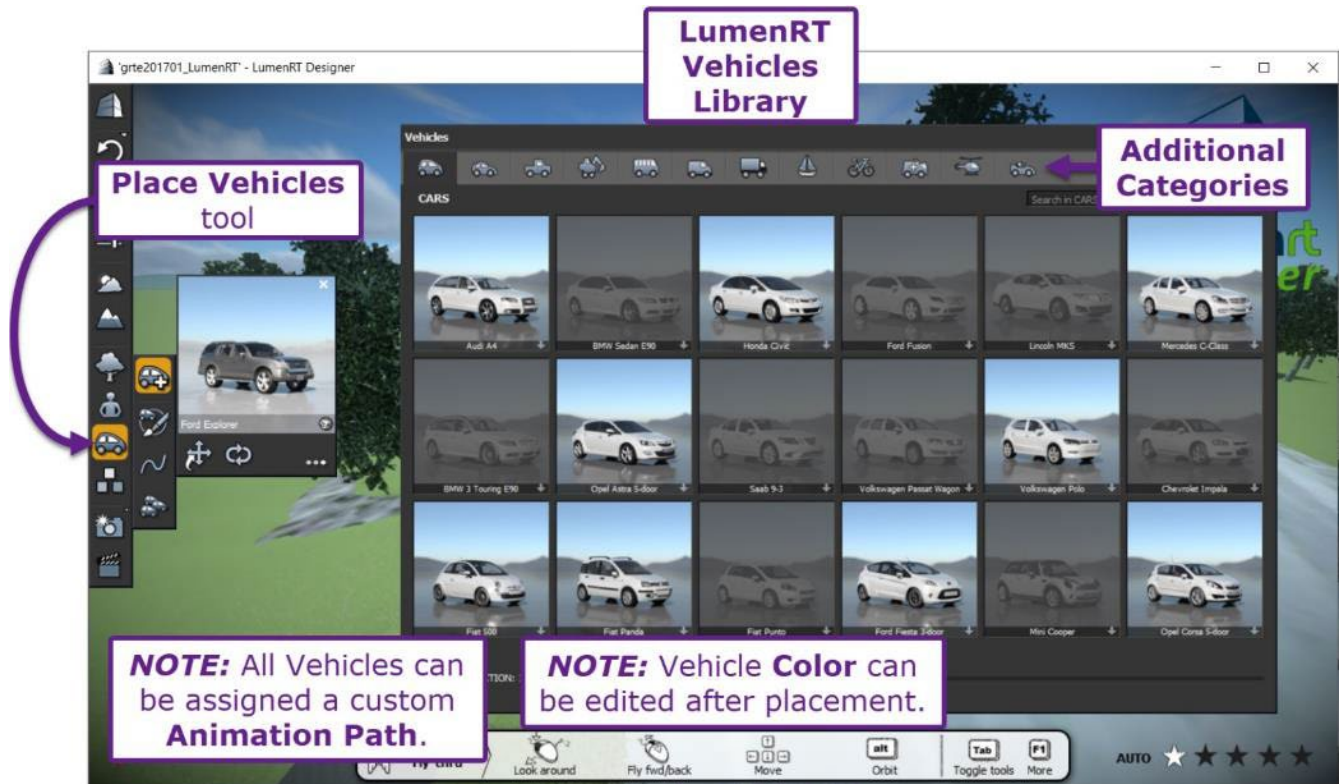 LumenRT
Vehicles
Library
'grte201701_LumenRT' - LumenRT Designer
Vehicles
Additional
Categories
Place Vehicles
tool
CARS
Search in CARS
rt
er
Audi A4
BMW Sedan E90
Honda Civic
Ford Fusion
Lincoln MKS
Mercedes C-Class
Ford Explorer
BMW 3 Touring E90
Opel Astra 5-door
Saab 9-3
Volkswagen Passat Wagon
Volkswagen Polo
Chevrolet Impala
Fiat 500
Fiat Panda
Fiat Punto
Ford Fiesta 3-door
Mini Cooper
Opel Corsa 5-door
NOTE: All Vehicles can
be assigned a custom
Animation Path.
NOTE: Vehicle Color can
be edited after placement.
Look around
Fly fwd/back
Move
alt
Orbit
Tab
Toggle tools
F1
More
AUTO